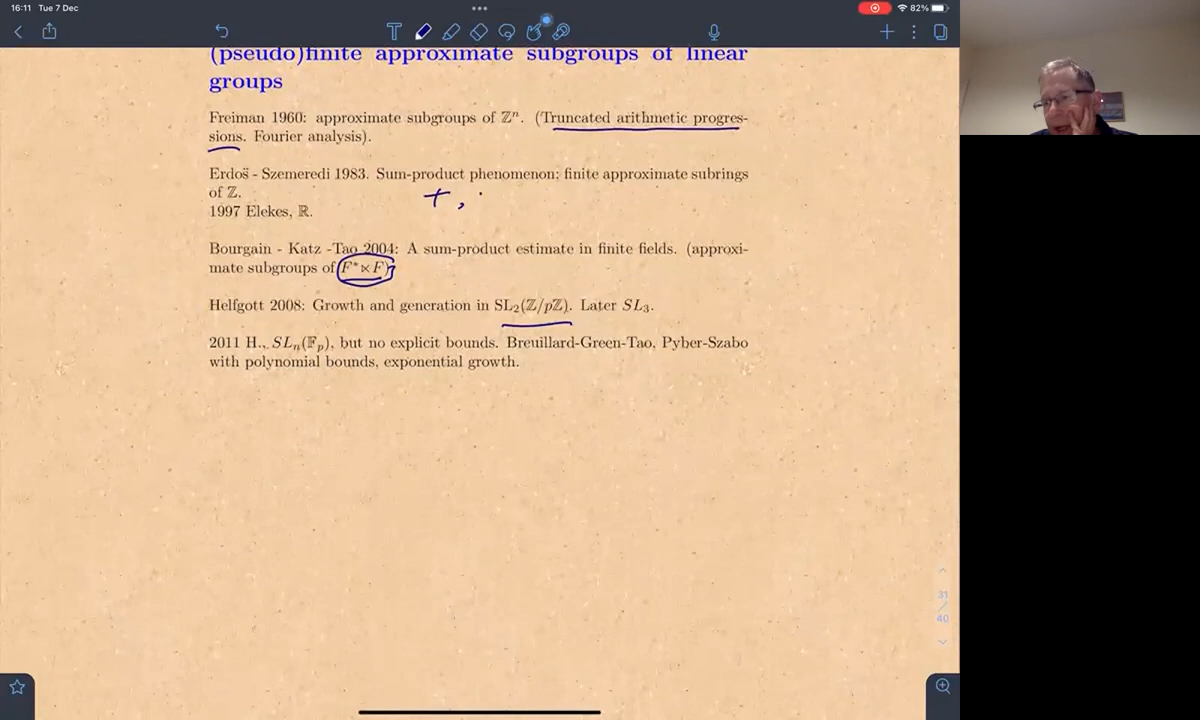 16:11 Tue 7 Dec
82%
(pseudo)finite approximate subgroups of linear
groups
Freiman 1960: approximate subgroups of ℤⁿ. (Truncated arithmetic progres-
sions. Fourier analysis).
Erdos̈ - Szemeredi 1983. Sum-product phenomenon; finite approximate subrings
of ℤ.
+, ·
1997 Elekes, ℝ.
Bourgain - Katz -Tao 2004: A sum-product estimate in finite fields. (approxi-
mate subgroups of F*⋉F)
Helfgott 2008: Growth and generation in SL₂(ℤ/pℤ). Later SL₃.
2011 H., SLₙ(𝔽ₚ), but no explicit bounds. Breuillard-Green-Tao, Pyber-Szabo
with polynomial bounds, exponential growth.
31
/
40